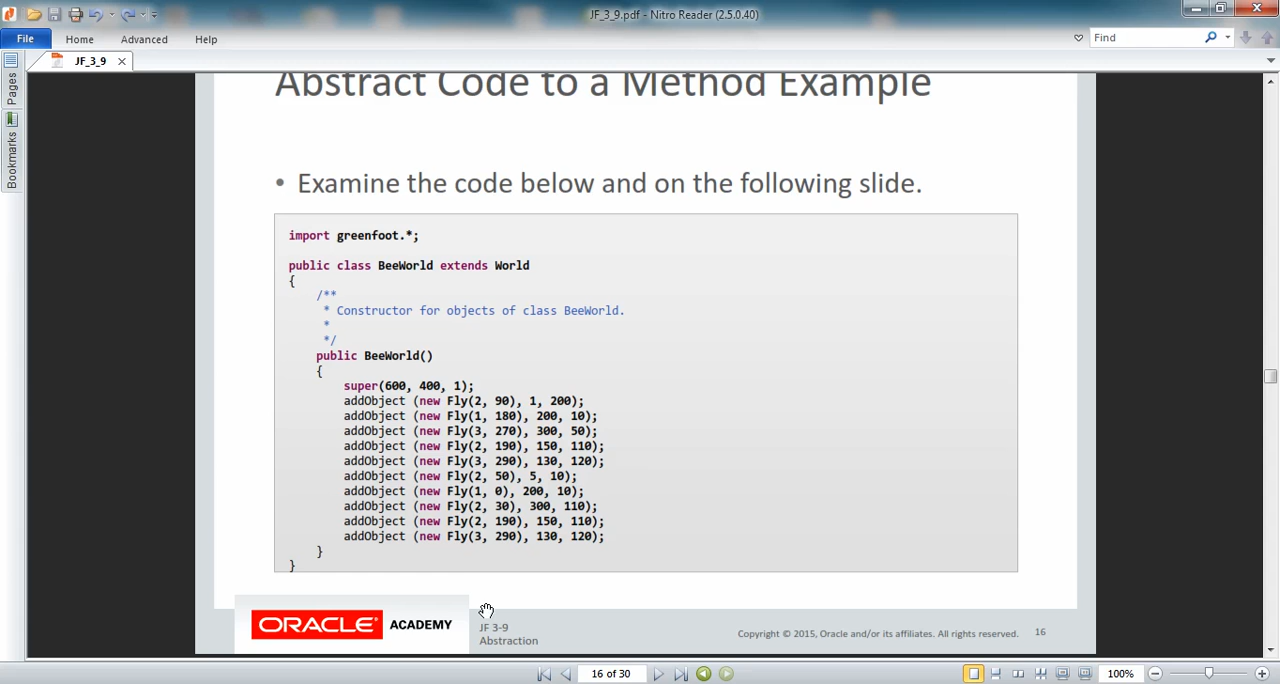 JF_3_9.pdf - Nitro Reader (2.5.0.40)
File Home Advanced Help Find
JF_3_9
Pages
Bookmarks
Abstract Code to a Method Example
• Examine the code below and on the following slide.
import greenfoot.*;
public class BeeWorld extends World
{
/**
* Constructor for objects of class BeeWorld.
*
*/
public BeeWorld()
{
super(600, 400, 1);
addObject (new Fly(2, 90), 1, 200);
addObject (new Fly(1, 180), 200, 10);
addObject (new Fly(3, 270), 300, 50);
addObject (new Fly(2, 190), 150, 110);
addObject (new Fly(3, 290), 130, 120);
addObject (new Fly(2, 50), 5, 10);
addObject (new Fly(1, 0), 200, 10);
addObject (new Fly(2, 30), 300, 110);
addObject (new Fly(2, 190), 150, 110);
addObject (new Fly(3, 290), 130, 120);
}
}
ORACLE ACADEMY
JF 3-9
Abstraction
Copyright © 2015, Oracle and/or its affiliates. All rights reserved. 16
16 of 30 100%